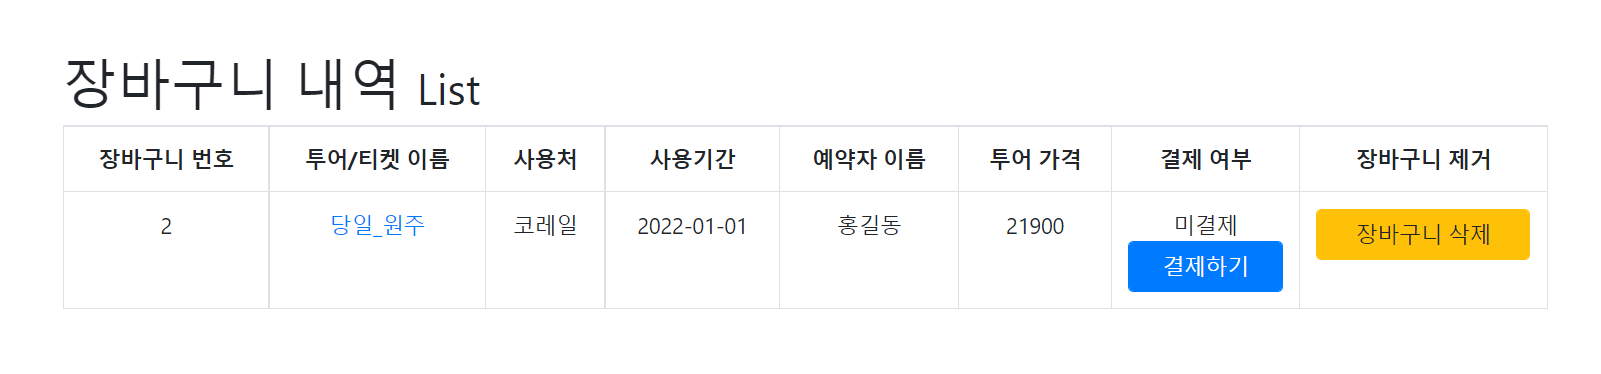 장바구니 내역 List
장바구니 번호 투어/티켓 이름 사용처 사용기간 예약자 이름 투어 가격 결제 여부 장바구니 제거
2 당일_원주 코레일 2022-01-01 홍길동 21900 미결제 장바구니 삭제
결제하기